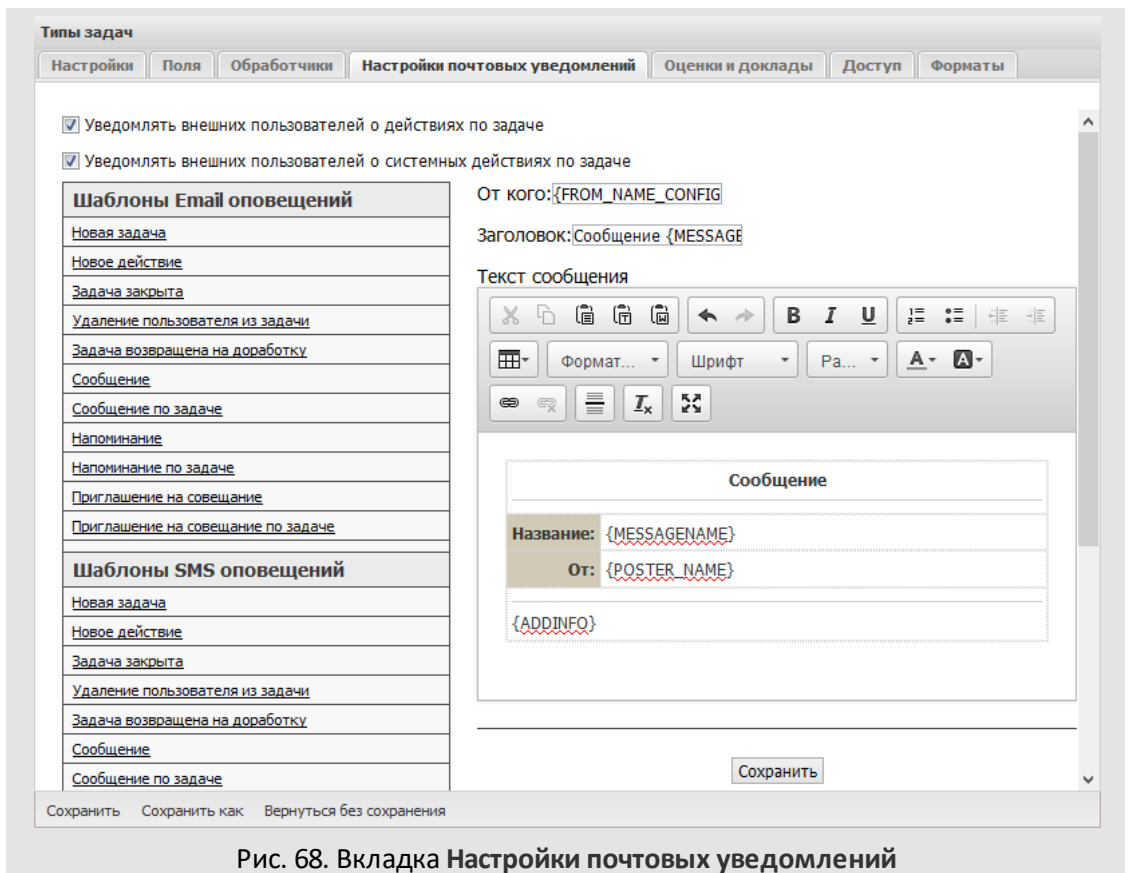 Типы задач
Настройки Поля Обработчики Настройки почтовых уведомлений Оценки и доклады Доступ Форматы
Уведомлять внешних пользователей о действиях по задаче
Уведомлять внешних пользователей о системных действиях по задаче
Шаблоны Email оповещений
Новая задача
Новое действие
Задача закрыта
Удаление пользователя из задачи
Задача возвращена на доработку
Сообщение
Сообщение по задаче
Напоминание
Напоминание по задаче
Приглашение на совещание
Приглашение на совещание по задаче
Шаблоны SMS оповещений
Новая задача
Новое действие
Задача закрыта
Удаление пользователя из задачи
Задача возвращена на доработку
Сообщение
Сообщение по задаче
От кого: {FROM_NAME_CONFIG
Заголовок: Сообщение {MESSAGE
Текст сообщения
B I U
Формат... Шрифт Ра... A A
Сообщение
Название: {MESSAGENAME}
От: {POSTER_NAME}
{ADDINFO}
Сохранить
Сохранить Сохранить как Вернуться без сохранения
Рис. 68. Вкладка Настройки почтовых уведомлений